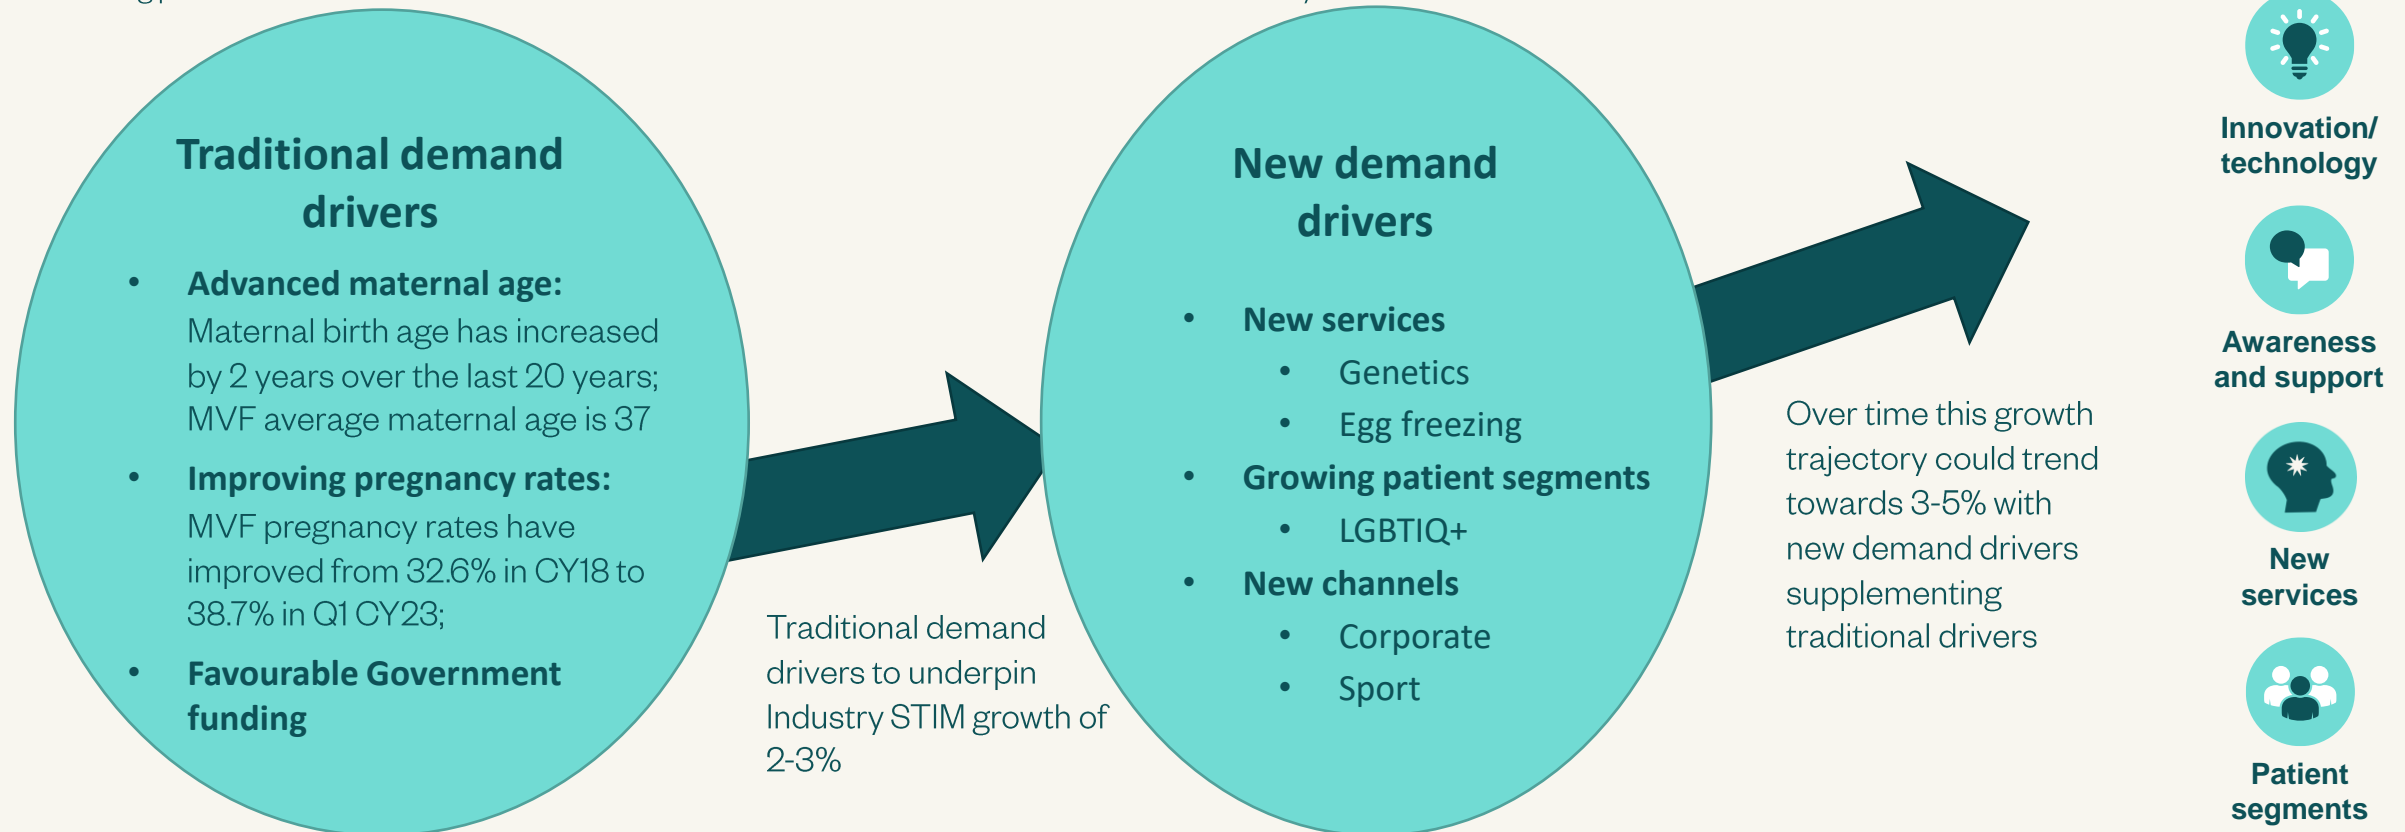 Traditional demand
drivers
• Advanced maternal age:
Maternal birth age has increased
by 2 years over the last 20 years;
MVF average maternal age is 37
• Improving pregnancy rates:
MVF pregnancy rates have
improved from 32.6% in CY18 to
38.7% in Q1 CY23;
• Favourable Government
funding
Traditional demand
drivers to underpin
Industry STIM growth of
2-3%
New demand
drivers
• New services
• Genetics
• Egg freezing
• Growing patient segments
• LGBTIQ+
• New channels
• Corporate
• Sport
Over time this growth
trajectory could trend
towards 3-5% with
new demand drivers
supplementing
traditional drivers
Innovation/
technology
Awareness
and support
New
services
Patient
segments